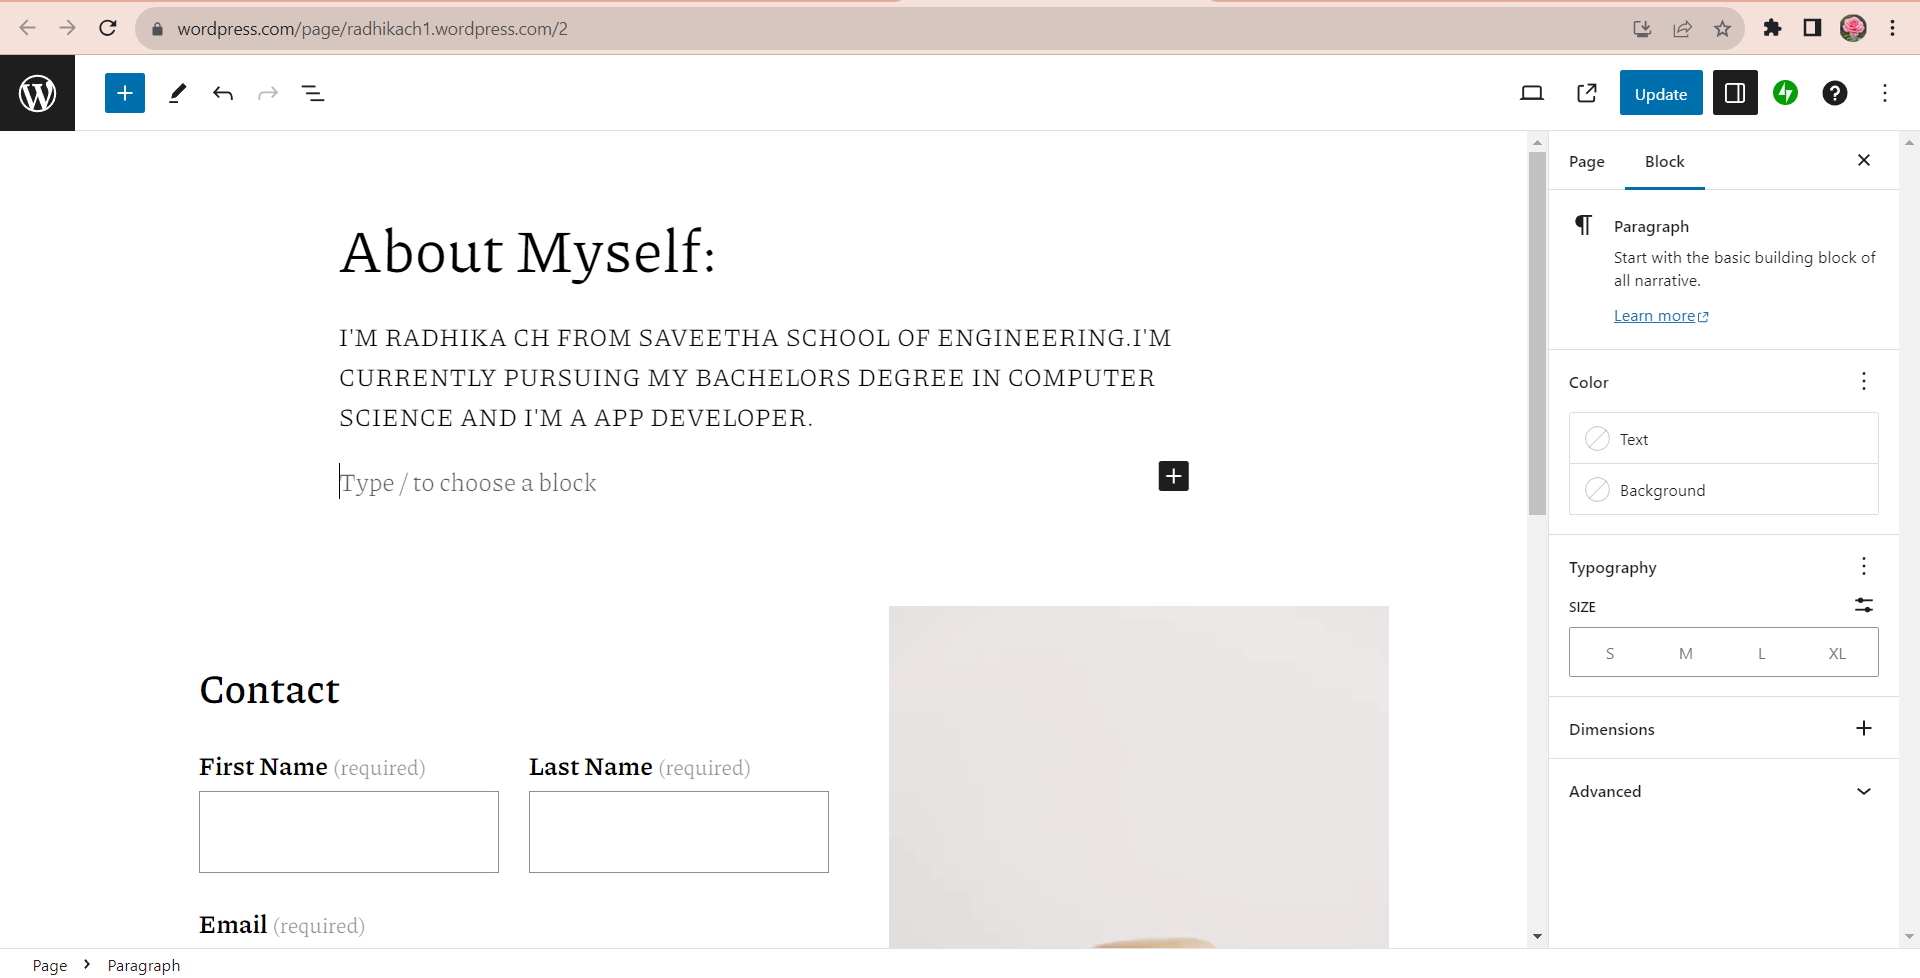 wordpress.com/page/radhikach1.wordpress.com/2
Update
Page
Block
Paragraph
Start with the basic building block of
all narrative.
Learn more
Color
Text
Background
Typography
SIZE
S M L XL
Dimensions
Advanced
About Myself:
I'M RADHIKA CH FROM SAVEETHA SCHOOL OF ENGINEERING.I'M
CURRENTLY PURSUING MY BACHELORS DEGREE IN COMPUTER
SCIENCE AND I'M A APP DEVELOPER.
Type / to choose a block
Contact
First Name (required)
Last Name (required)
Email (required)
Page
Paragraph